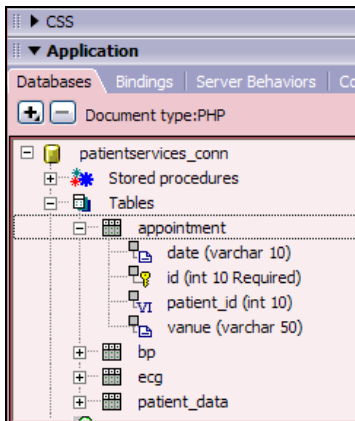 CSS
Application
Databases Bindings Server Behaviors Co
Document type:PHP
patientservices_conn
Stored procedures
Tables
appointment
date (varchar 10)
id (int 10 Required)
patient_id (int 10)
vanue (varchar 50)
bp
ecg
patient_data